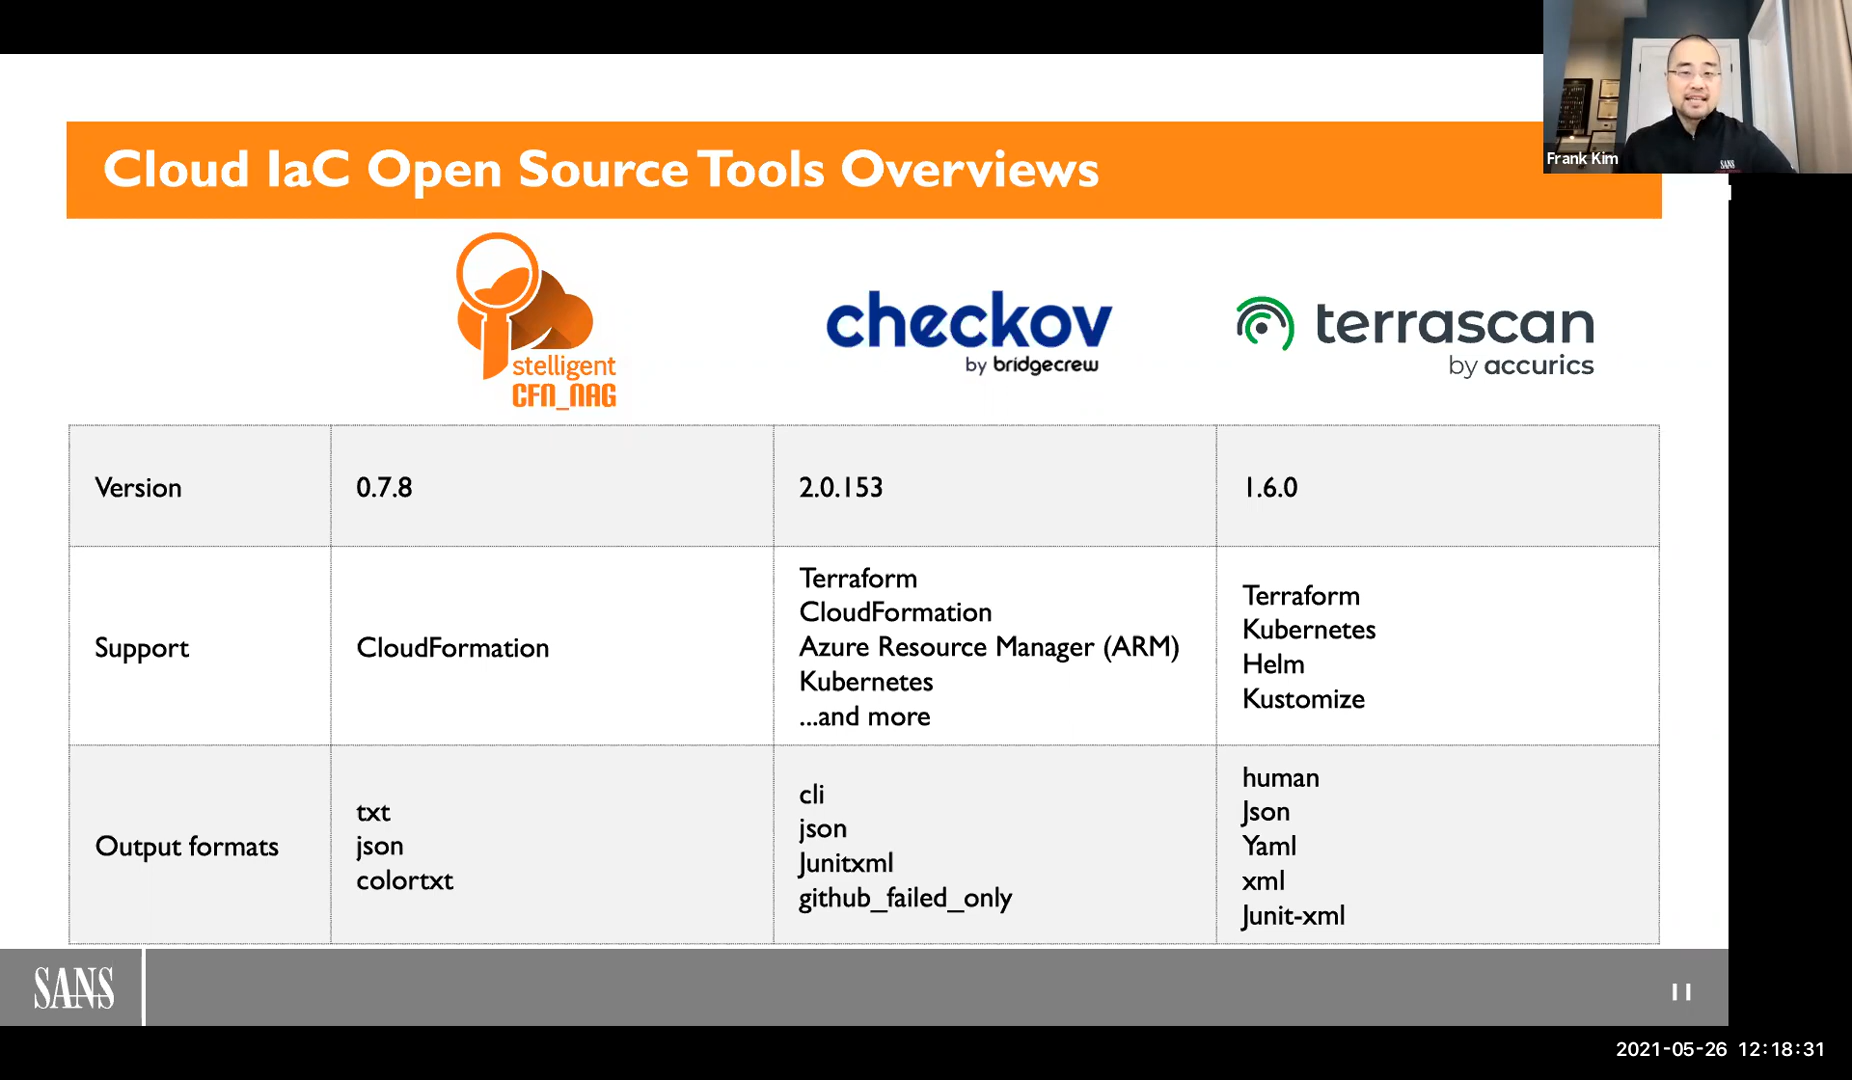 Frank Kim
SANS
Cloud IaC Open Source Tools Overviews
stelligent
CFN_NAG
checkov
by bridgecrew
terrascan
by accurics
Version
0.7.8
2.0.153
1.6.0
Support
CloudFormation
Terraform
CloudFormation
Azure Resource Manager (ARM)
Kubernetes
...and more
Terraform
Kubernetes
Helm
Kustomize
Output formats
txt
json
colortxt
cli
json
Junitxml
github_failed_only
human
Json
Yaml
xml
Junit-xml
SANS
11
2021-05-26 12:18:31